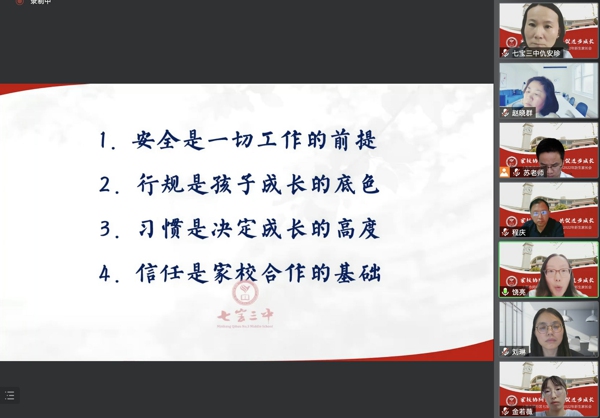 录制中
1. 安全是一切工作的前提
2. 行规是孩子成长的底色
3. 习惯是决定成长的高度
4. 信任是家校合作的基础
七宝三中
七宝三中仇安珍
赵晓群
苏老师
程庆
饶亮
刘琳
金若薇